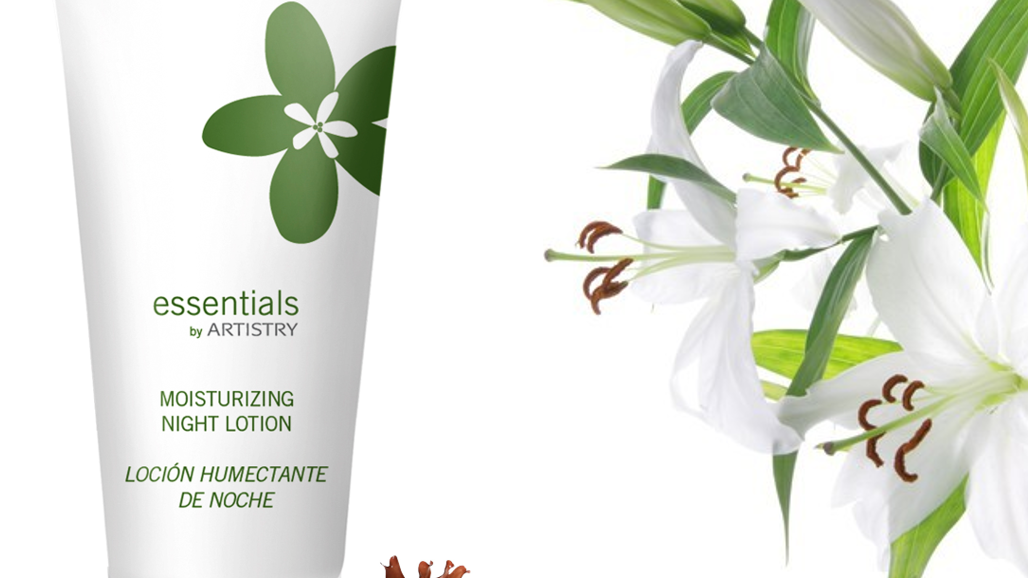 essentials
by ARTISTRY
MOISTURIZING
NIGHT LOTION
LOCIÓN HUMECTANTE
DE NOCHE